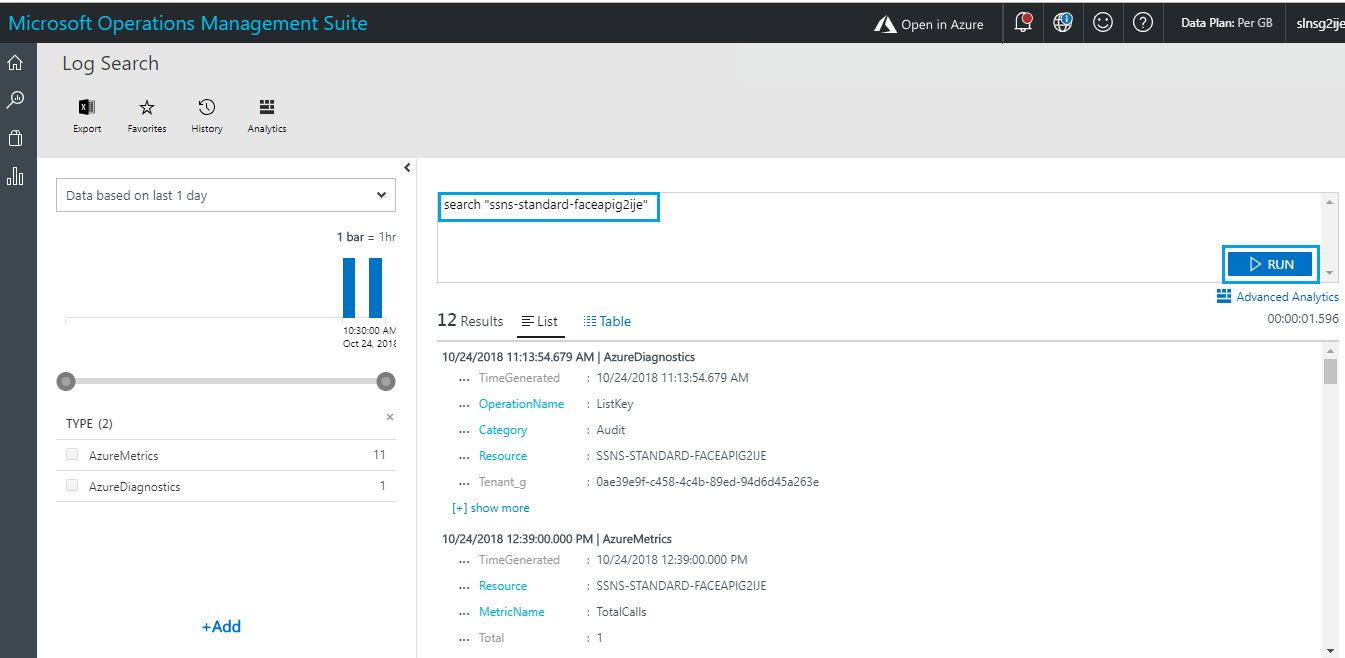 Microsoft Operations Management Suite
Open in Azure
Data Plan: Per GB
slnsg2ije
Log Search
Export
Favorites
History
Analytics
Data based on last 1 day
1 bar = 1hr
10:30:00 AM
Oct 24, 2018
TYPE (2)
AzureMetrics 11
AzureDiagnostics 1
+Add
search "ssns-standard-faceapig2ije"
RUN
Advanced Analytics
12 Results
List
Table
00:00:01.596
10/24/2018 11:13:54.679 AM | AzureDiagnostics
... TimeGenerated : 10/24/2018 11:13:54.679 AM
... OperationName : ListKey
... Category : Audit
... Resource : SSNS-STANDARD-FACEAPIG2IJE
... Tenant_g : 0ae39e9f-c458-4c4b-89ed-94d6d45a263e
[+] show more
10/24/2018 12:39:00.000 PM | AzureMetrics
... TimeGenerated : 10/24/2018 12:39:00.000 PM
... Resource : SSNS-STANDARD-FACEAPIG2IJE
... MetricName : TotalCalls
... Total : 1